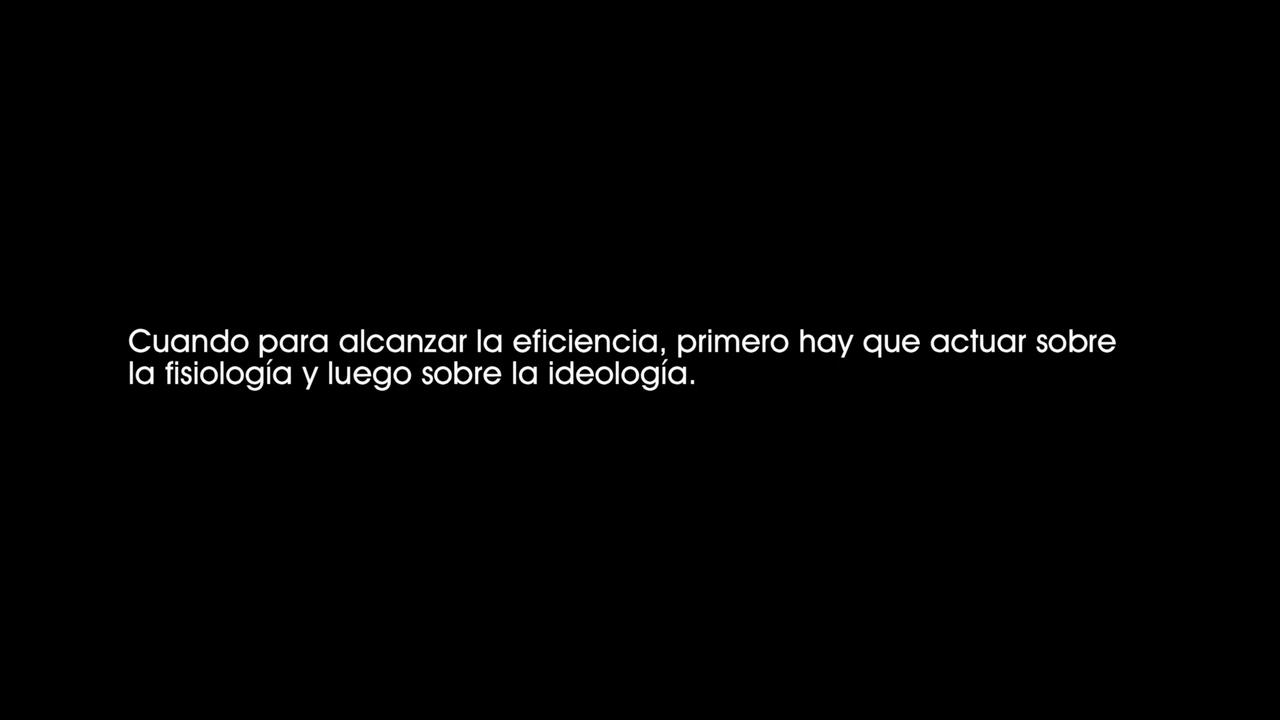 Cuando para alcanzar la eficiencia, primero hay que actuar sobre
la fisiología y luego sobre la ideología.